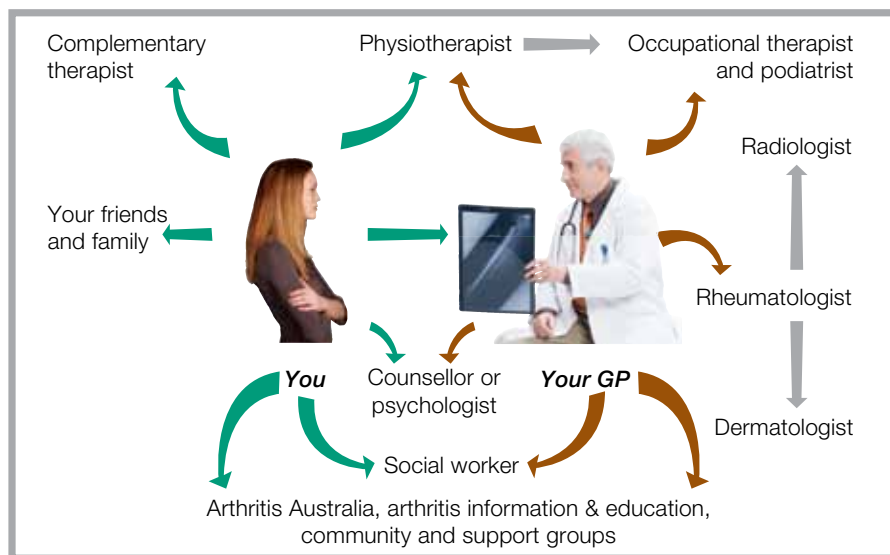 Complementary
therapist
Physiotherapist
Occupational therapist
and podiatrist
Radiologist
Your friends
and family
Rheumatologist
You
Counsellor or
psychologist
Your GP
Dermatologist
Social worker
Arthritis Australia, arthritis information & education,
community and support groups